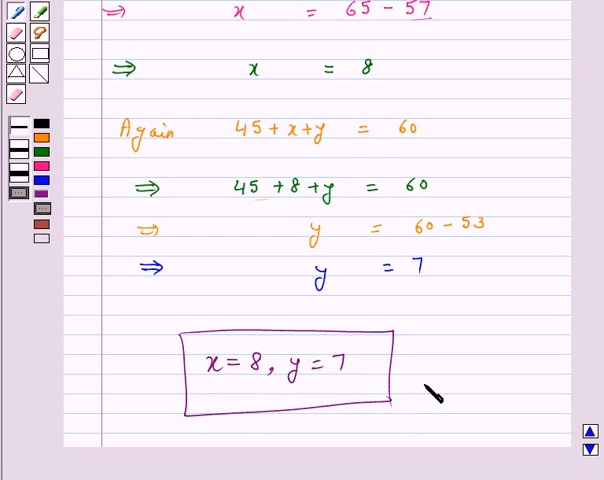 ⇒ x = 65 - 57
⇒ x = 8
Again 45 + x + y = 60
⇒ 45 + 8 + y = 60
⇒ y = 60 - 53
⇒ y = 7
x = 8, y = 7